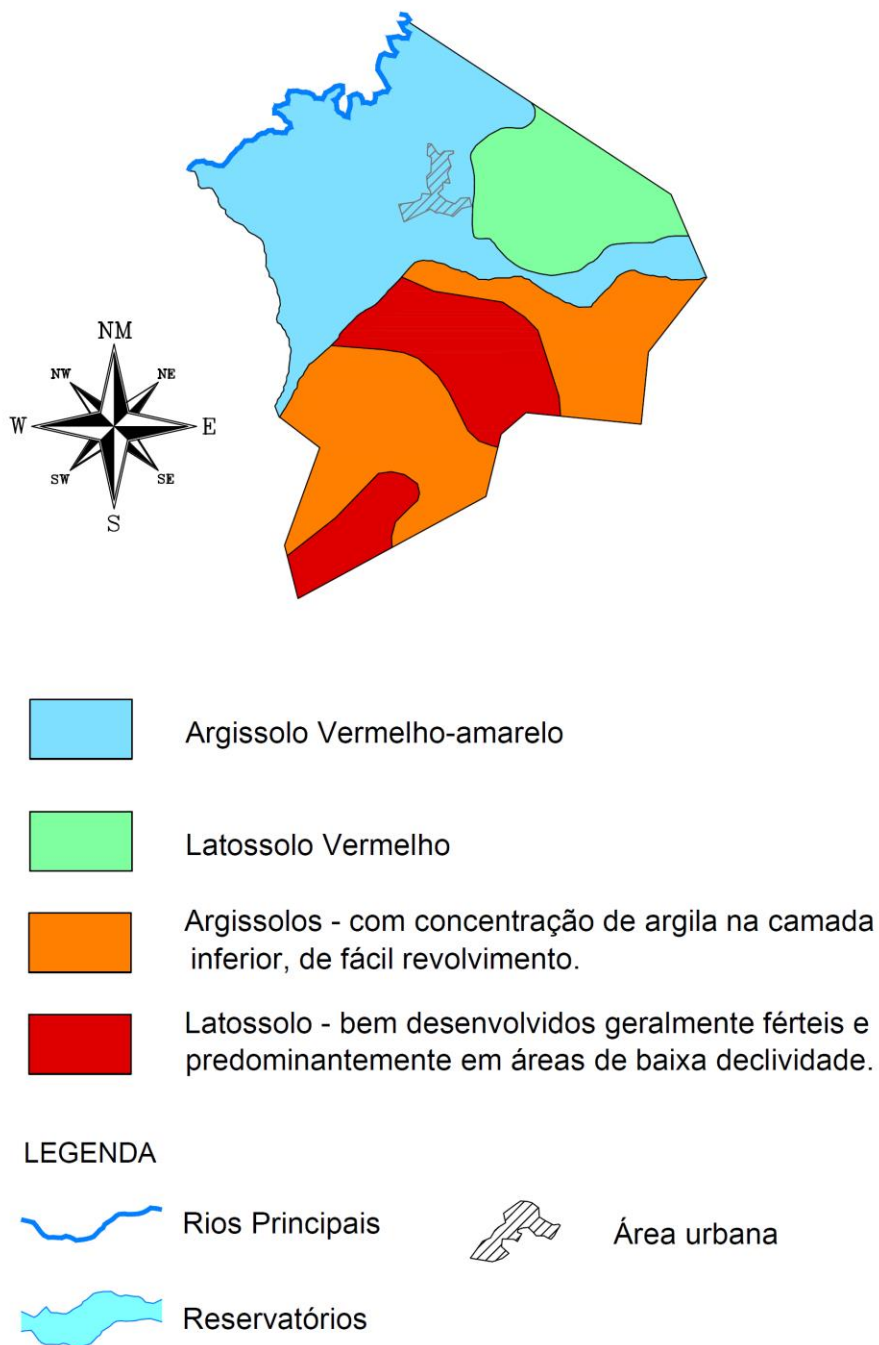 NM
NW
NE
W
E
SW
SE
S
Argissolo Vermelho-amarelo
Latossolo Vermelho
Argissolos - com concentração de argila na camada
inferior, de fácil revolvimento.
Latossolo - bem desenvolvidos geralmente férteis e
predominantemente em áreas de baixa declividade.
LEGENDA
Rios Principais
Área urbana
Reservatórios